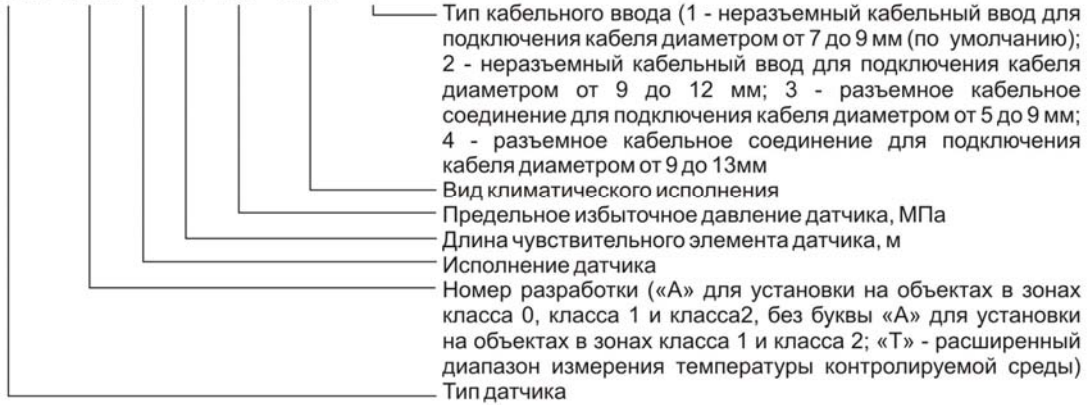 Тип кабельного ввода (1 - неразъемный кабельный ввод для
подключения кабеля диаметром от 7 до 9 мм (по умолчанию);
2 - неразъемный кабельный ввод для подключения кабеля
диаметром от 9 до 12 мм; 3 - разъемное кабельное
соединение для подключения кабеля диаметром от 5 до 9 мм;
4 - разъемное кабельное соединение для подключения
кабеля диаметром от 9 до 13мм
Вид климатического исполнения
Предельное избыточное давление датчика, МПа
Длина чувствительного элемента датчика, м
Исполнение датчика
Номер разработки («А» для установки на объектах в зонах
класса 0, класса 1 и класса2, без буквы «А» для установки
на объектах в зонах класса 1 и класса 2; «Т» - расширенный
диапазон измерения температуры контролируемой среды)
Тип датчика